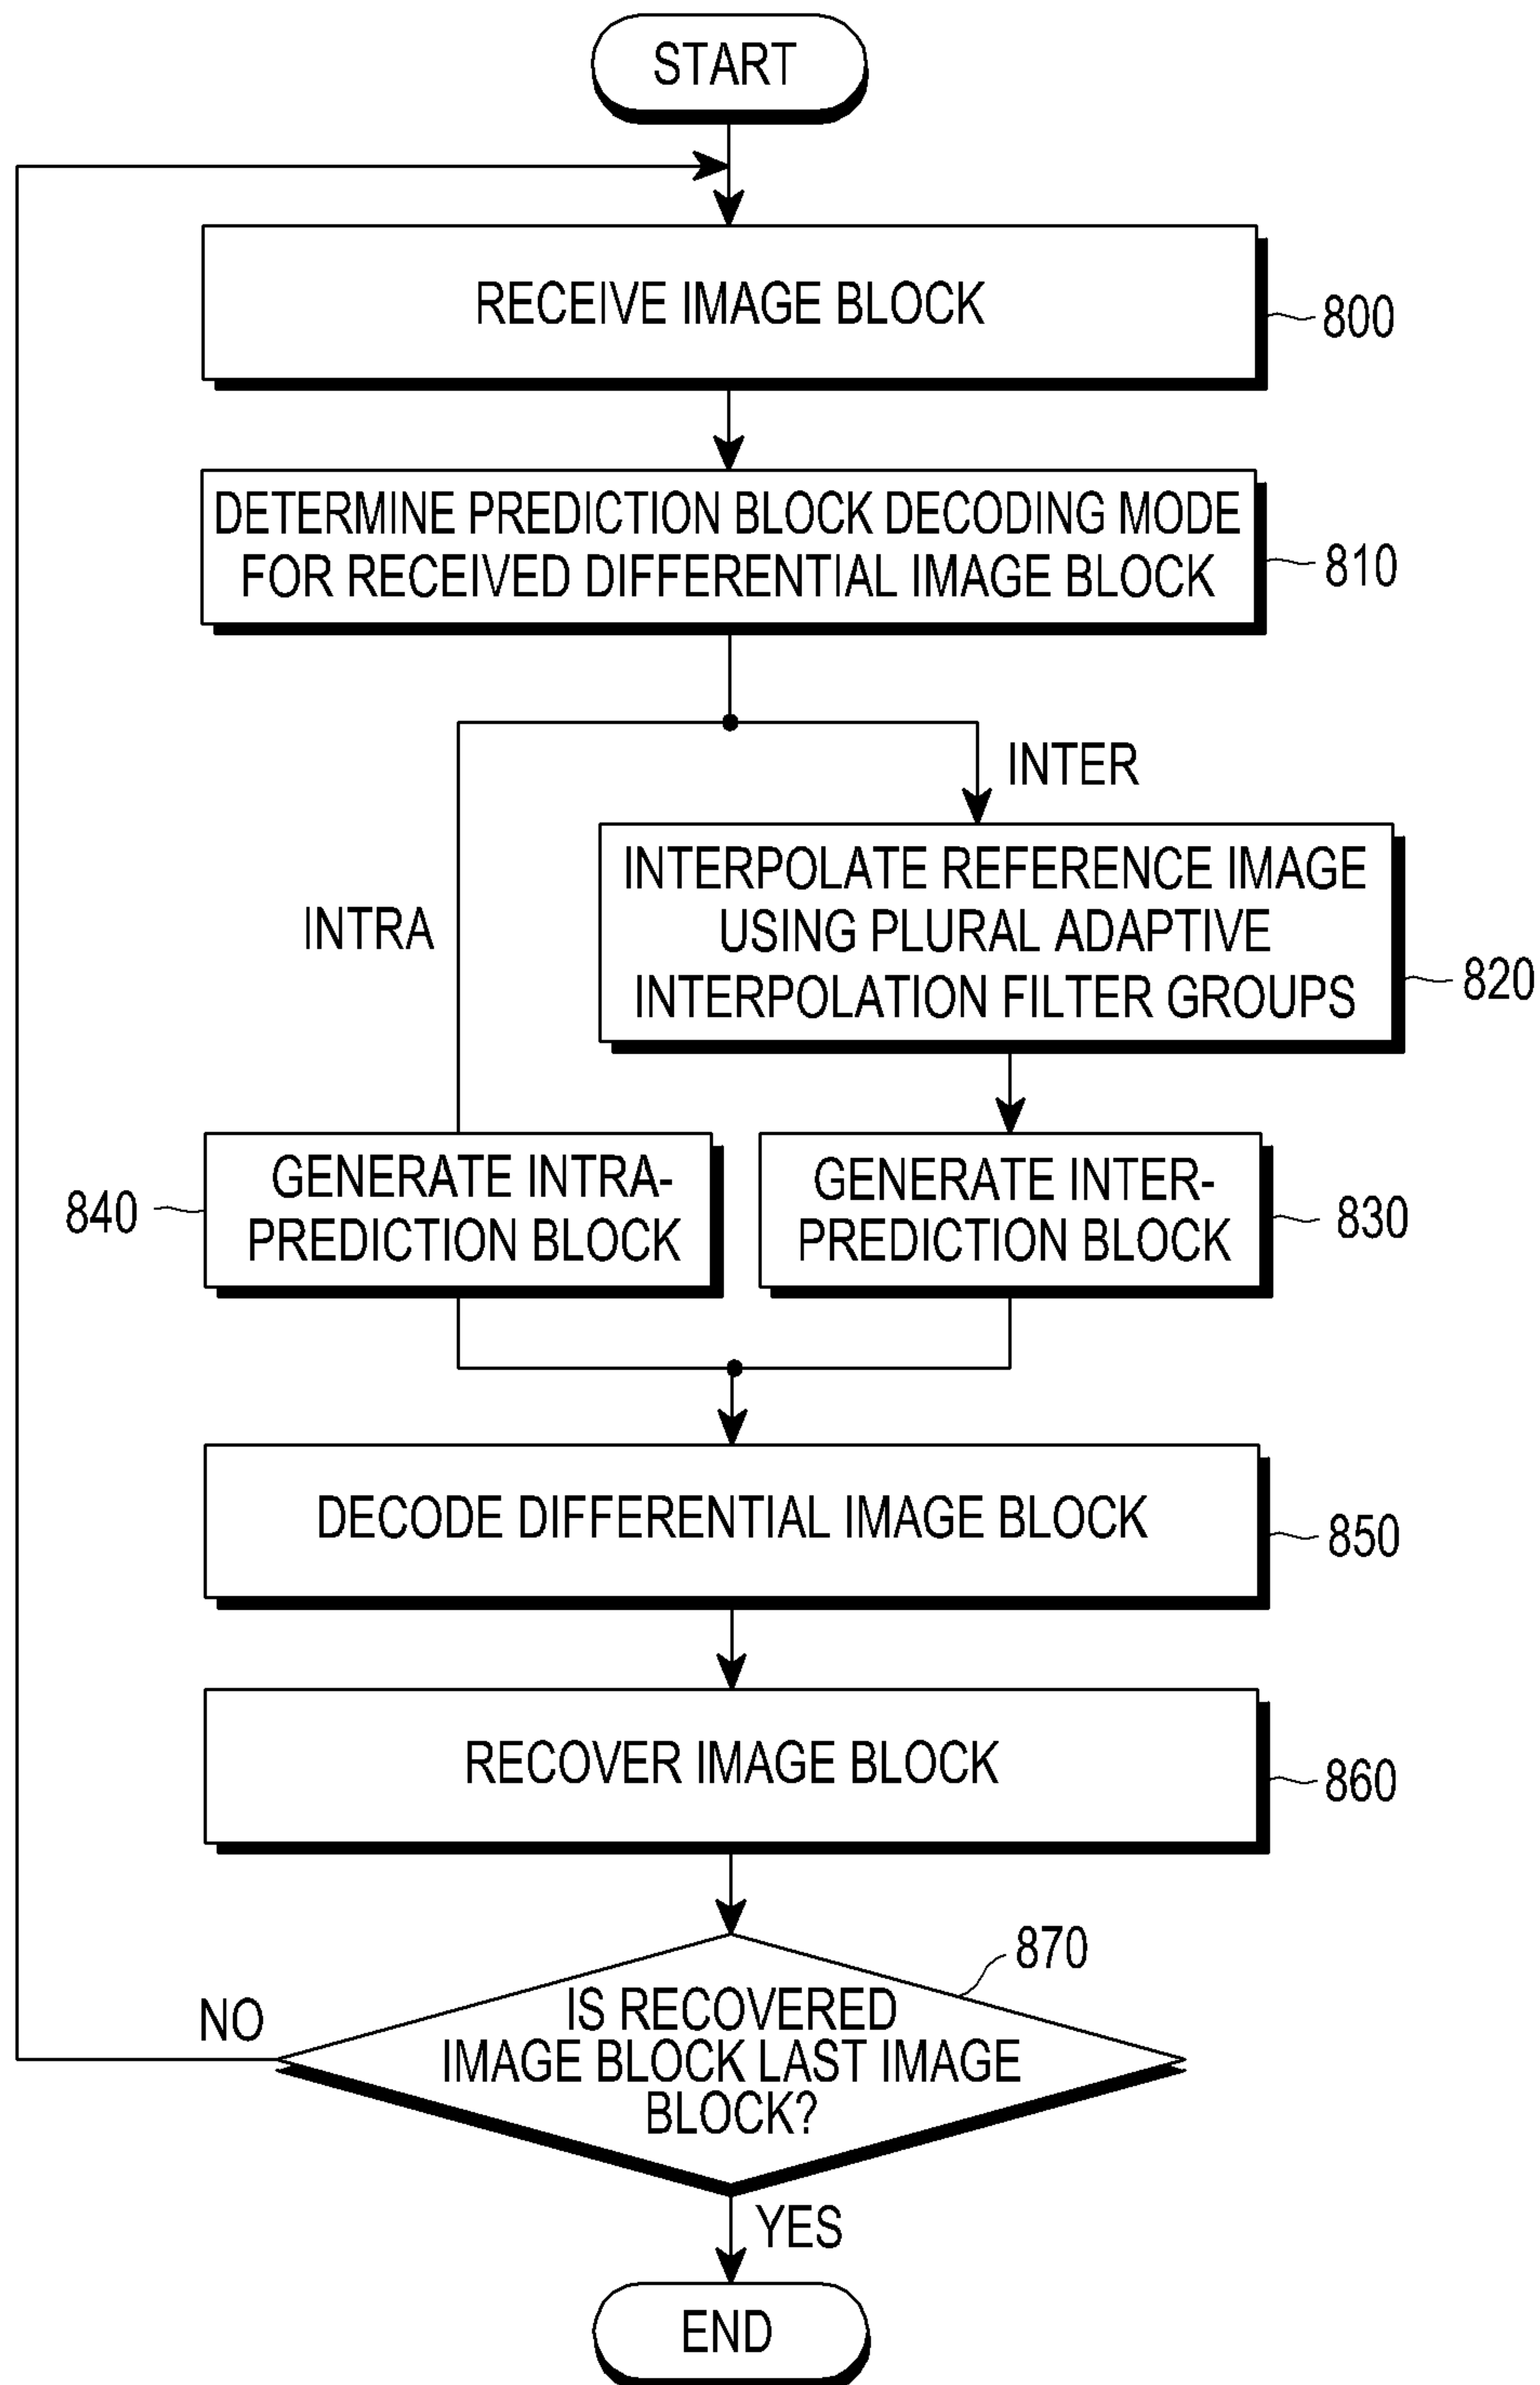 START
RECEIVE IMAGE BLOCK
800
DETERMINE PREDICTION BLOCK DECODING MODE
FOR RECEIVED DIFFERENTIAL IMAGE BLOCK
810
INTER
INTRA
INTERPOLATE REFERENCE IMAGE
USING PLURAL ADAPTIVE
INTERPOLATION FILTER GROUPS
820
840
GENERATE INTRA-
PREDICTION BLOCK
GENERATE INTER-
PREDICTION BLOCK
830
DECODE DIFFERENTIAL IMAGE BLOCK
850
RECOVER IMAGE BLOCK
860
870
NO
IS RECOVERED
IMAGE BLOCK LAST IMAGE
BLOCK?
YES
END